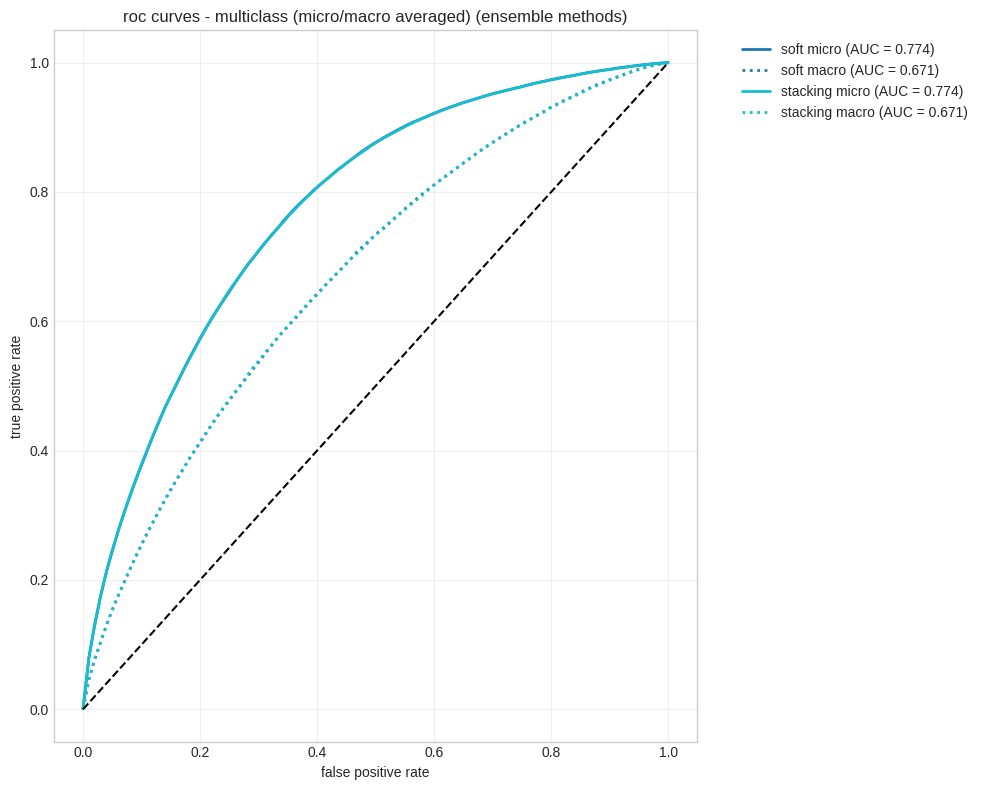 roc curves - multiclass (micro/macro averaged) (ensemble methods)
soft micro (AUC = 0.774)
soft macro (AUC = 0.671)
stacking micro (AUC = 0.774)
stacking macro (AUC = 0.671)
true positive rate
1.0
0.8
0.6
0.4
0.2
0.0
0.0 0.2 0.4 0.6 0.8 1.0
false positive rate